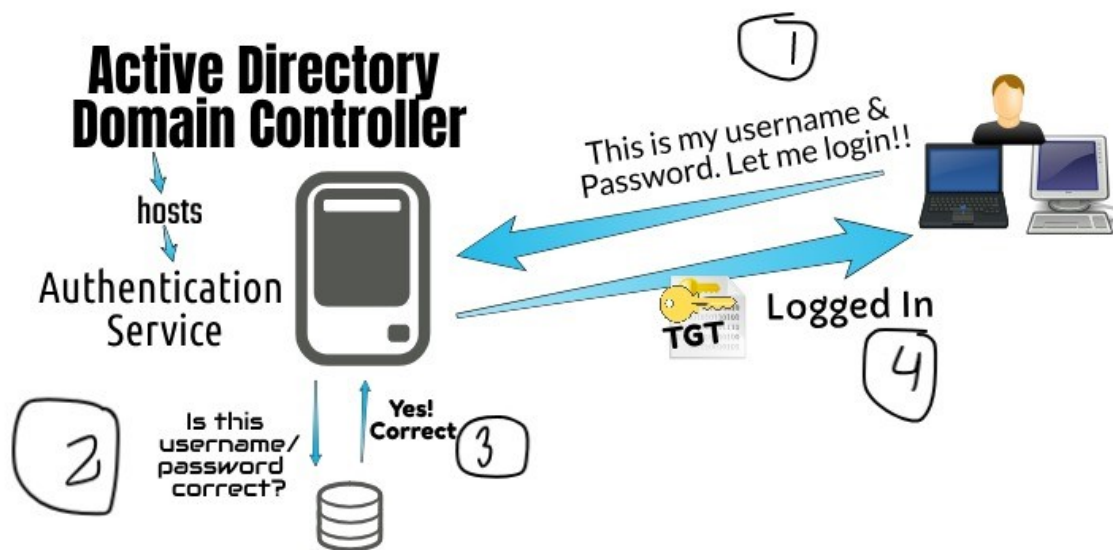 Active Directory
Domain Controller
hosts
Authentication
Service
1
This is my username &
Password. Let me login!!
TGT
Logged In
4
2
Is this
username/
password
correct?
Yes!
Correct
3